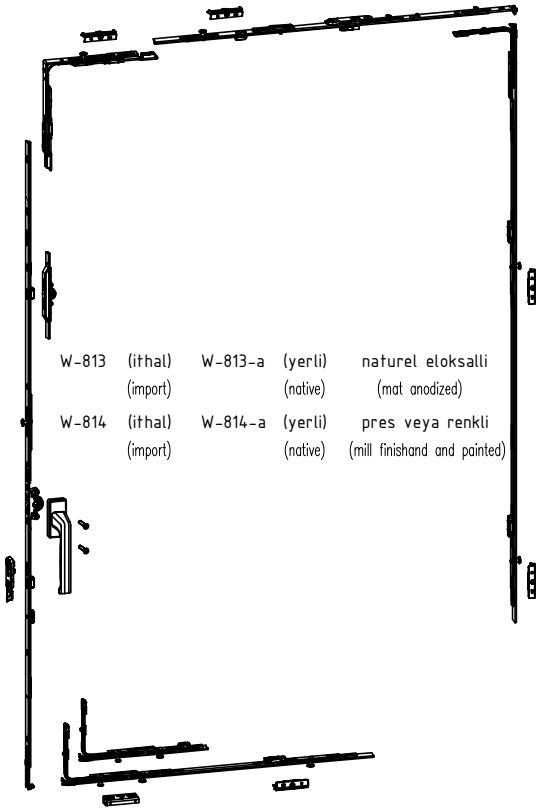 W-813 (ithal) W-813-a (yerli) naturel eloksalli
(import) (native) (mat anodized)
W-814 (ithal) W-814-a (yerli) pres veya renkli
(import) (native) (mill finishand and painted)